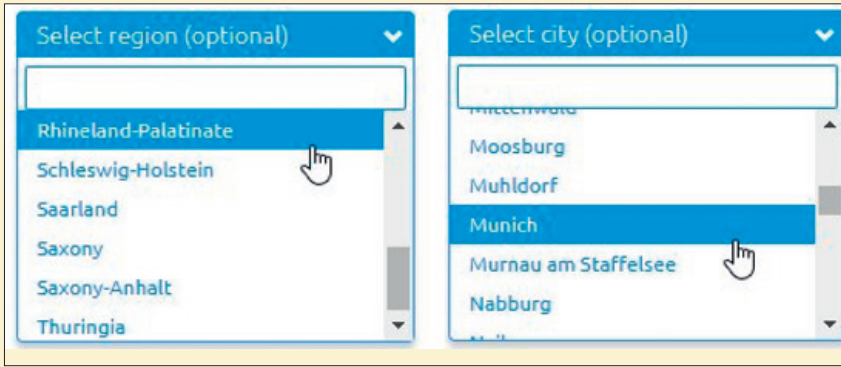 Select region (optional)
Rhineland-Palatinate
Schleswig-Holstein
Saarland
Saxony
Saxony-Anhalt
Thuringia
Select city (optional)
Mittenwald
Moosburg
Muhldorf
Munich
Murnau am Staffelsee
Nabburg